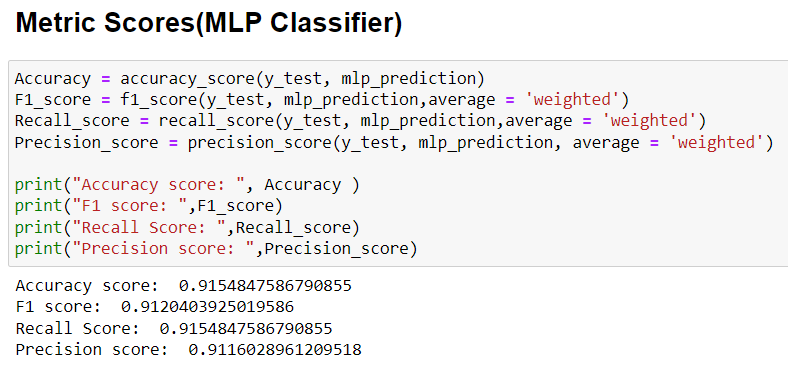 Metric Scores(MLP Classifier)
Accuracy = accuracy_score(y_test, mlp_prediction)
F1_score = f1_score(y_test, mlp_prediction,average = 'weighted')
Recall_score = recall_score(y_test, mlp_prediction,average = 'weighted')
Precision_score = precision_score(y_test, mlp_prediction, average = 'weighted')
print("Accuracy score: ", Accuracy )
print("F1 score: ",F1_score)
print("Recall Score: ",Recall_score)
print("Precision score: ",Precision_score)
Accuracy score:  0.9154847586790855
F1 score:  0.9120403925019586
Recall Score:  0.9154847586790855
Precision score:  0.9116028961209518